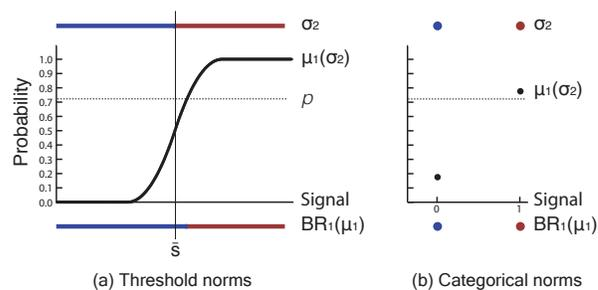 σ₂
μ₁(σ₂)
p
Probability
1.0
0.9
0.8
0.7
0.6
0.5
0.4
0.3
0.2
0.1
0.0
Signal
BR₁(μ₁)
s̄
(a) Threshold norms
σ₂
μ₁(σ₂)
Signal
0
1
BR₁(μ₁)
(b) Categorical norms